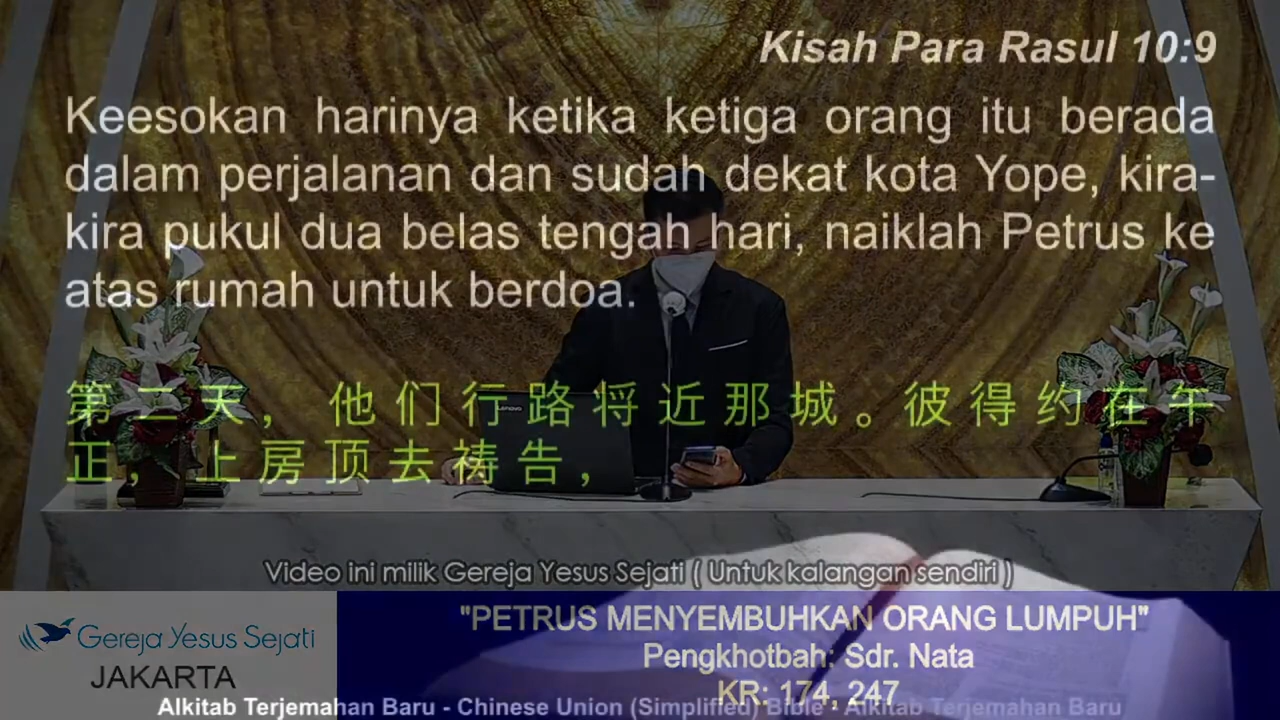 Kisah Para Rasul 10:9
Keesokan harinya ketika ketiga orang itu berada
dalam perjalanan dan sudah dekat kota Yope, kira-
kira pukul dua belas tengah hari, naiklah Petrus ke
atas rumah untuk berdoa.
第二天，他们行路将近那城。彼得约在午
正，上房顶去祷告，
Lenovo
Video ini milik Gereja Yesus Sejati ( Untuk kalangan sendiri )
"PETRUS MENYEMBUHKAN ORANG LUMPUH"
Gereja Yesus Sejati
Pengkhotbah: Sdr. Nata
JAKARTA
KR: 174, 247
Alkitab Terjemahan Baru - Chinese Union (Simplified) Bible - Alkitab Terjemahan Baru